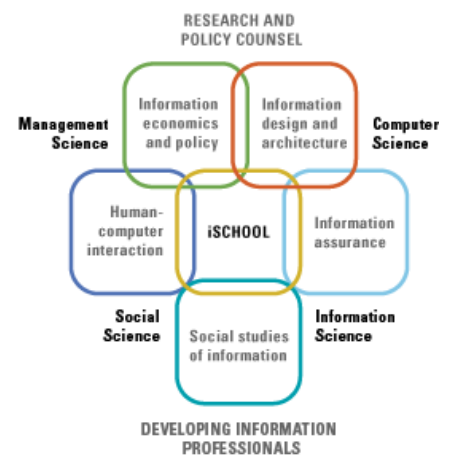 RESEARCH AND
POLICY COUNSEL
Management
Science
Information
economics
and policy
Information
design and
architecture
Computer
Science
Human-
computer
interaction
iSCHOOL
Information
assurance
Social
Science
Social studies
of information
Information
Science
DEVELOPING INFORMATION
PROFESSIONALS